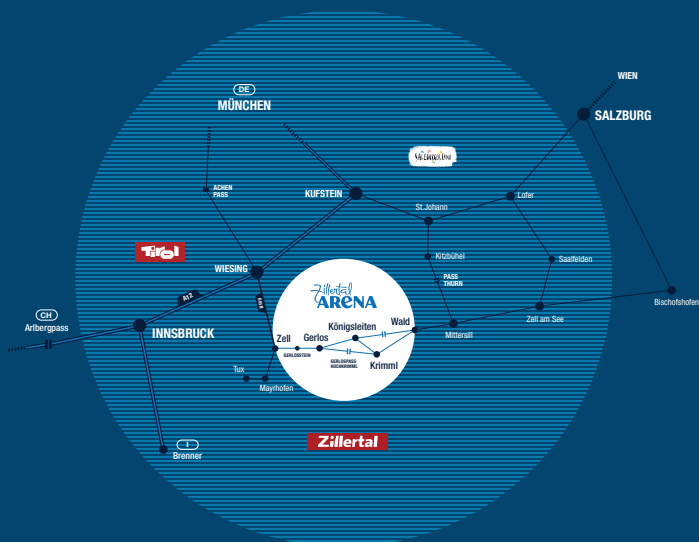 WIEN
DE
MÜNCHEN
SALZBURG
ACHEN
PASS
KUFSTEIN
St.Johann
Lofer
Tirol
WIESING
Kitzbühel
Saalfelden
PASS
THURN
A12
Zillertal
ARENA
Bischofshofen
CH
Arlbergpass
INNSBRUCK
Zell
Gerlos
Königsleiten
Wald
Mittersill
Zell am See
GERLOSSTEIN
GERLOSPASS
HOCHKRIMML
Krimml
Tux
Mayrhofen
I
Brenner
Zillertal